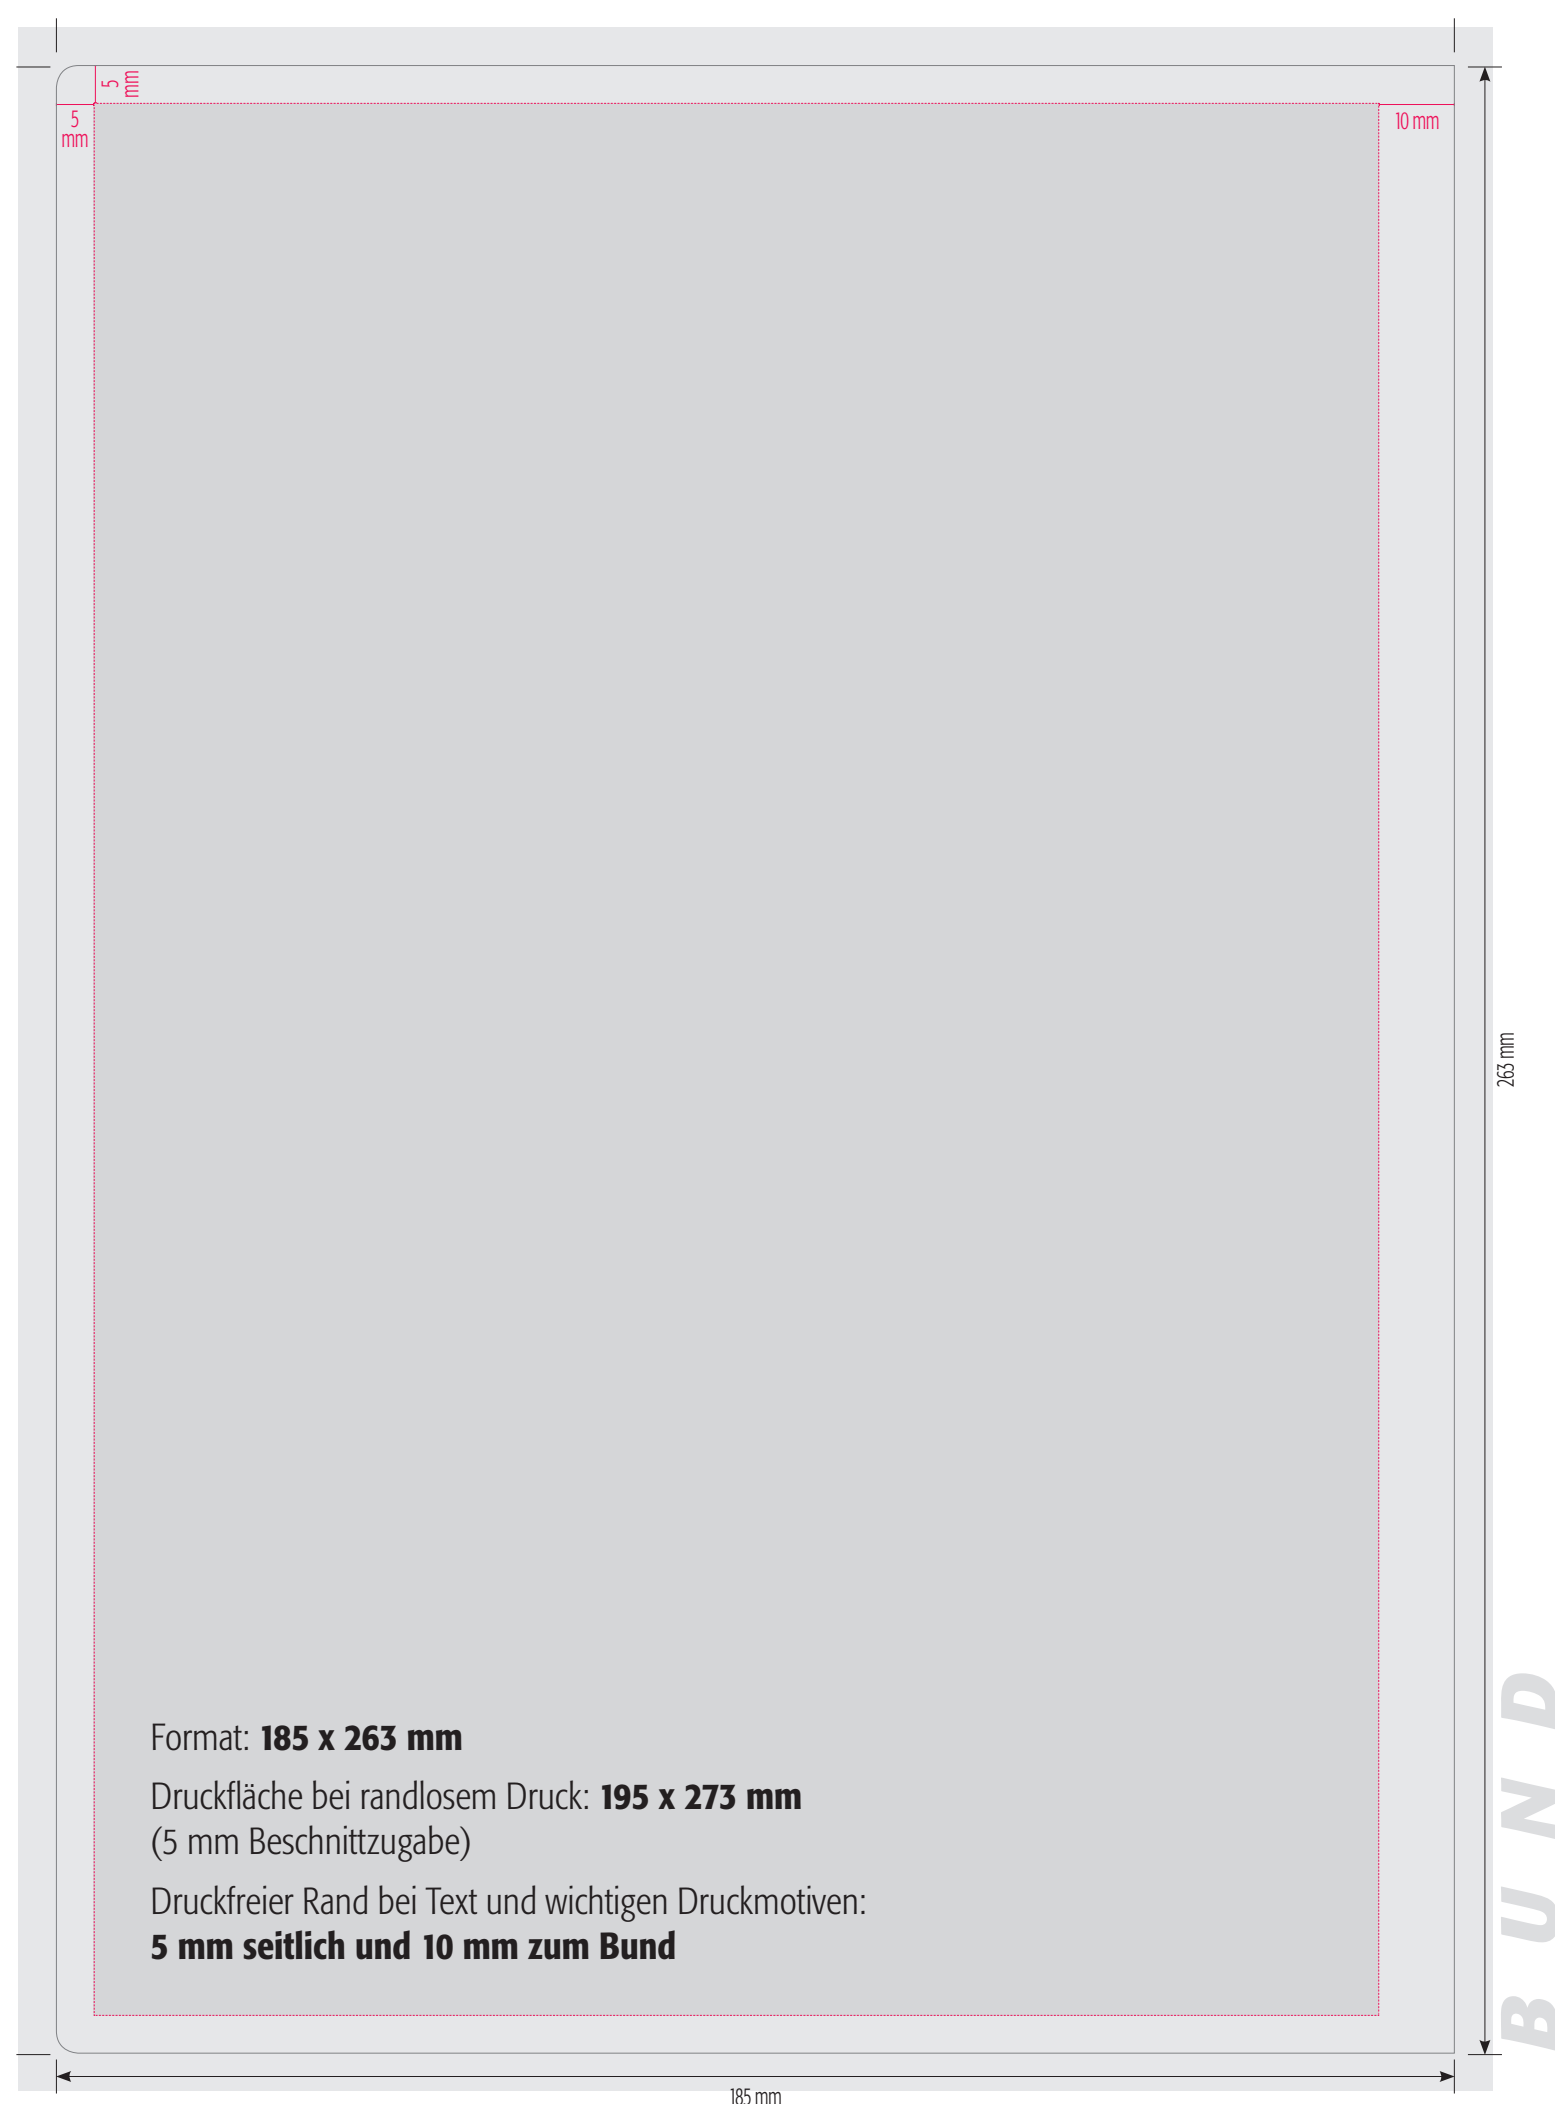 5
mm
5
mm
10 mm
263 mm
Format: 185 x 263 mm
Druckfläche bei randlosem Druck: 195 x 273 mm
(5 mm Beschnittzugabe)
Druckfreier Rand bei Text und wichtigen Druckmotiven:
5 mm seitlich und 10 mm zum Bund
BUND
185 mm